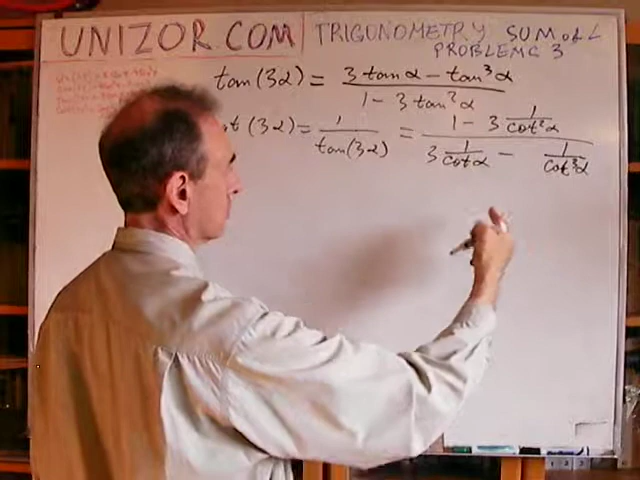 UNIZOR.COM
TRIGONOMETRY SUM of ∠
PROBLEMS 3
tan(3α) = (3 tan α − tan³α) / (1 − 3 tan²α)
ot (3α) = 1 / tan(3α) = (1 − 3 1/cot²α) / (3 1/cot α − 1/cot³α)